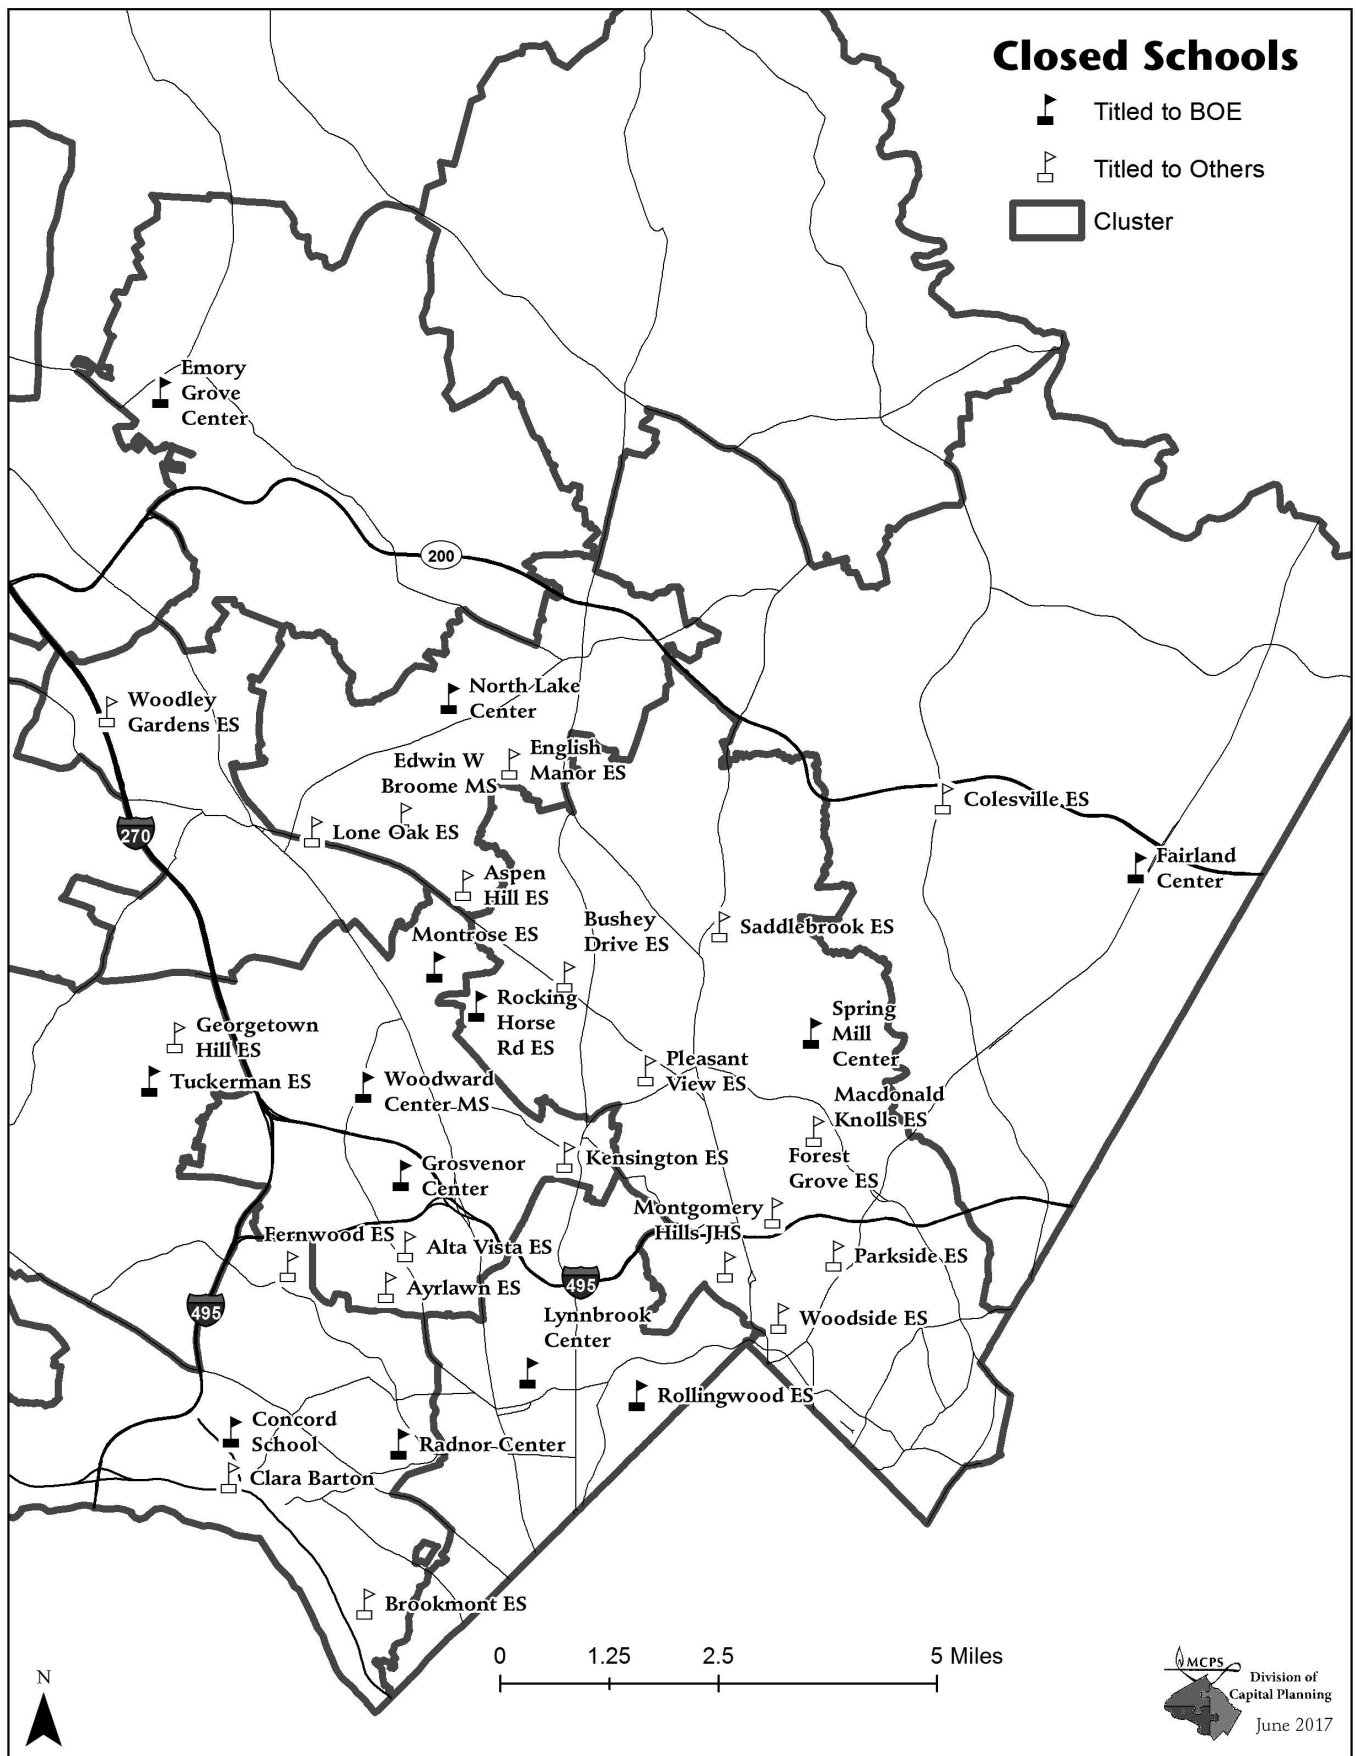 Closed Schools
Titled to BOE
Titled to Others
Cluster
Emory
Grove
Center
200
Woodley
Gardens ES
North Lake
Center
Edwin W
Broome MS
English
Manor ES
270
Lone Oak ES
Colesville ES
Aspen
Hill ES
Fairland
Center
Bushey
Drive ES
Saddlebrook ES
Montrose ES
Rocking
Horse
Rd ES
Spring
Mill
Center
Georgetown
Hill ES
Tuckerman ES
Woodward
Center MS
Pleasant
View ES
Macdonald
Knolls ES
Kensington ES
Forest
Grove ES
Grosvenor
Center
Montgomery
Hills JHS
Fernwood ES
Alta Vista ES
Parkside ES
Ayrlawn ES
495
495
Lynnbrook
Center
Woodside ES
Rollingwood ES
Concord
School
Radnor Center
Clara Barton
Brookmont ES
0 1.25 2.5 5 Miles
N
MCPS
Division of
Capital Planning
June 2017